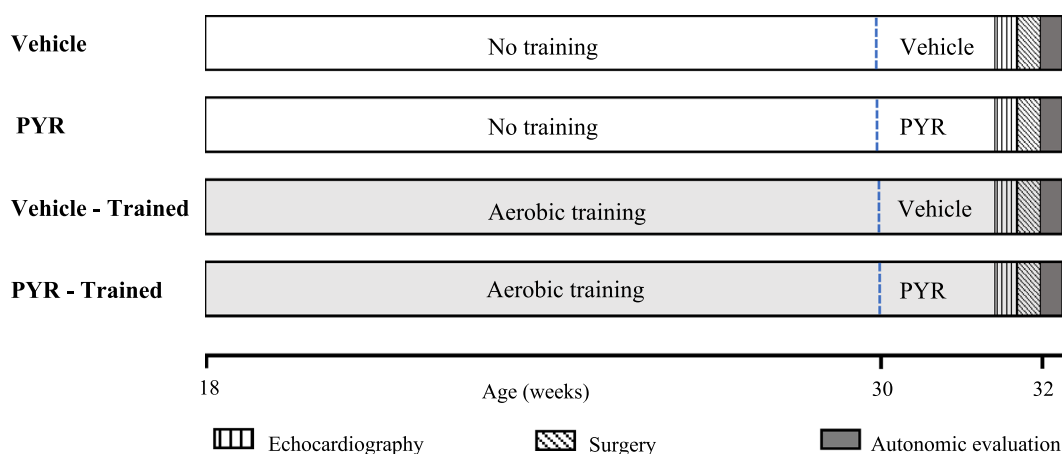 Vehicle No training Vehicle
PYR No training PYR
Vehicle - Trained Aerobic training Vehicle
PYR - Trained Aerobic training PYR
18 Age (weeks) 30 32
Echocardiography Surgery Autonomic evaluation